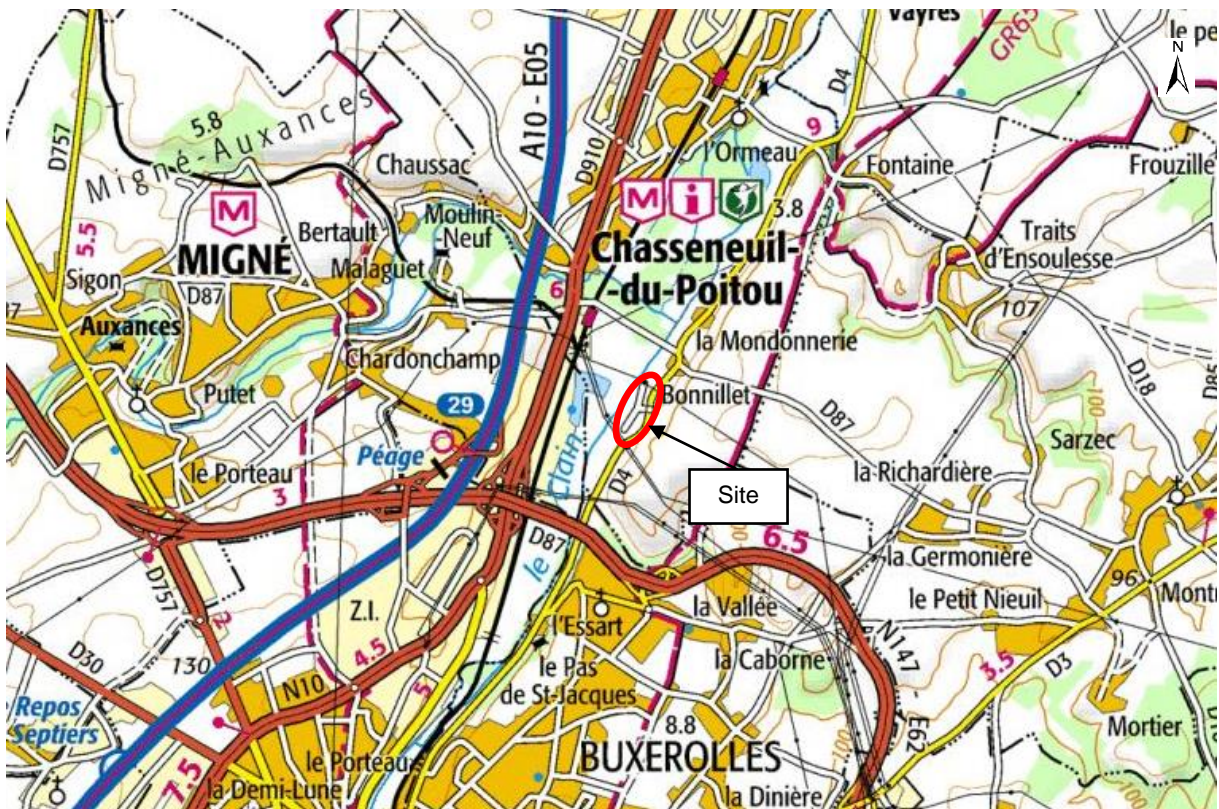 Vayres
le pe
N
GR65
D4
A10 - E05
5.8
D757
Migné-Auxances
Chaussac
D910
l'Ormeau
9
Fontaine
Frouzille
M
M
i
3.8
Moulin-
Neuf
Bertault
Traits
d'Ensoulesse
5.5
MIGNÉ
Malaguet
Chasseneuil-
-du-Poitou
Sigon
D87
6
107
Auxances
la Mondonnerie
Chardonchamp
D18
D85
Putet
29
Bonnillet
D87
100
Sarzec
Péage
le Clain
D4
le Porteau
3
Site
la Richardière
D87
6.5
la Germonière
D757
2
Z.I.
la Vallée
le Petit Nieuil
96
Mont
l'Essart
N147 - E62
D30
130
4.5
5
la Caborne
3.5
D3
N10
le Pas
de St-Jacques
Repos
Septiers
8.8
Mortier
BUXEROLLES
le Porteau
7.5
la Demi-Lune
100
la Dinière